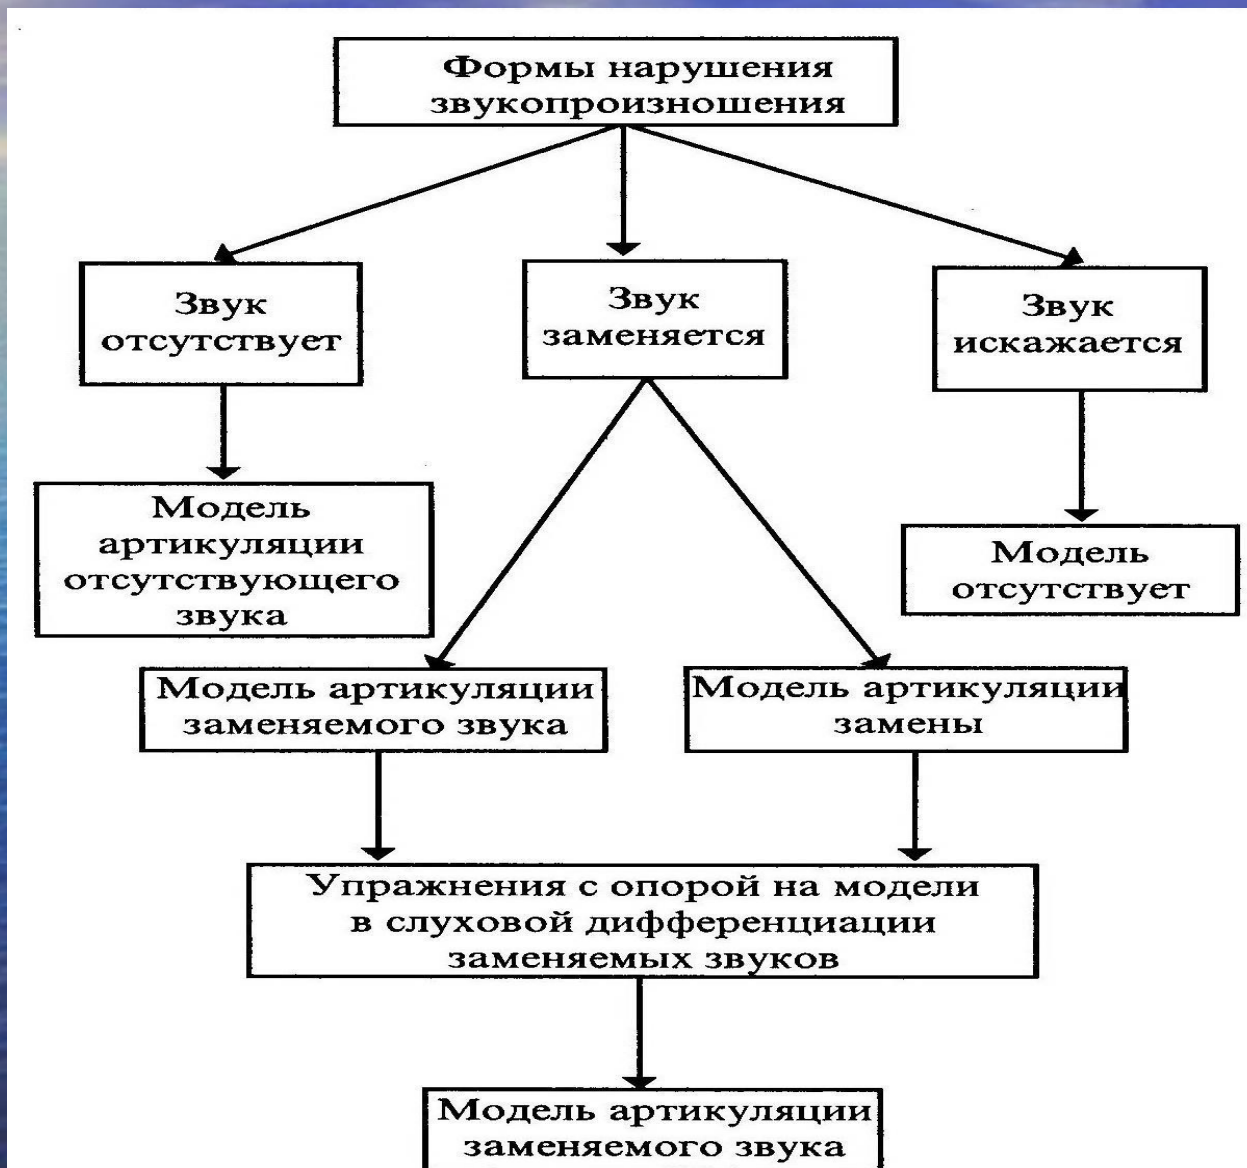 Формы нарушения
звукопроизношения
Звук
отсутствует
Звук
заменяется
Звук
искажается
Модель
артикуляции
отсутствующего
звука
Модель
отсутствует
Модель артикуляции
заменяемого звука
Модель артикуляции
замены
Упражнения с опорой на модели
в слуховой дифференциации
заменяемых звуков
Модель артикуляции
заменяемого звука